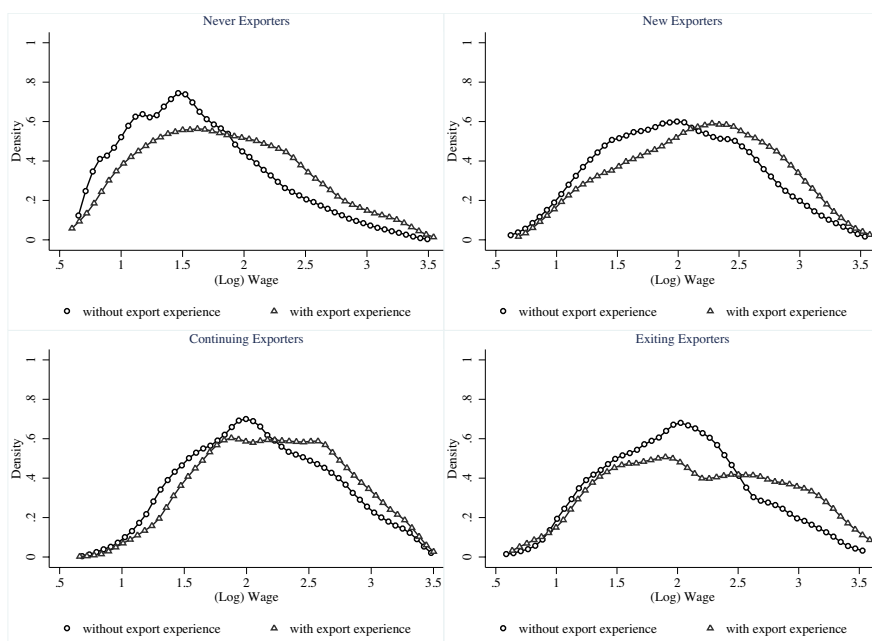 Never Exporters
Density
0 .2 .4 .6 .8 1
.5 1 1.5 2 2.5 3 3.5
(Log) Wage
without export experience with export experience
New Exporters
Density
0 .2 .4 .6 .8 1
.5 1 1.5 2 2.5 3 3.5
(Log) Wage
without export experience with export experience
Continuing Exporters
Density
0 .2 .4 .6 .8 1
.5 1 1.5 2 2.5 3 3.5
(Log) Wage
without export experience with export experience
Exiting Exporters
Density
0 .2 .4 .6 .8 1
.5 1 1.5 2 2.5 3 3.5
(Log) Wage
without export experience with export experience